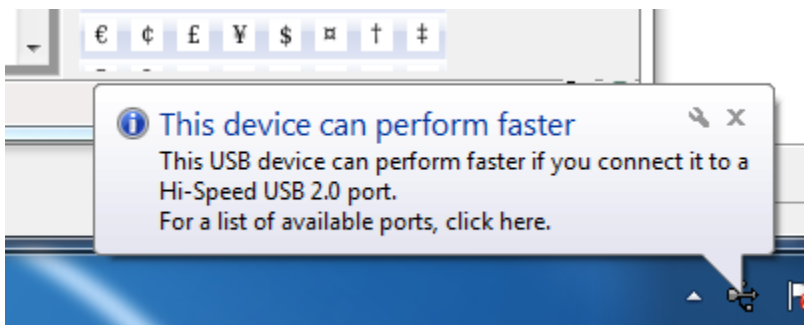 € ¢ £ ¥ $ ¤ † ‡
This device can perform faster
This USB device can perform faster if you connect it to a
Hi-Speed USB 2.0 port.
For a list of available ports, click here.